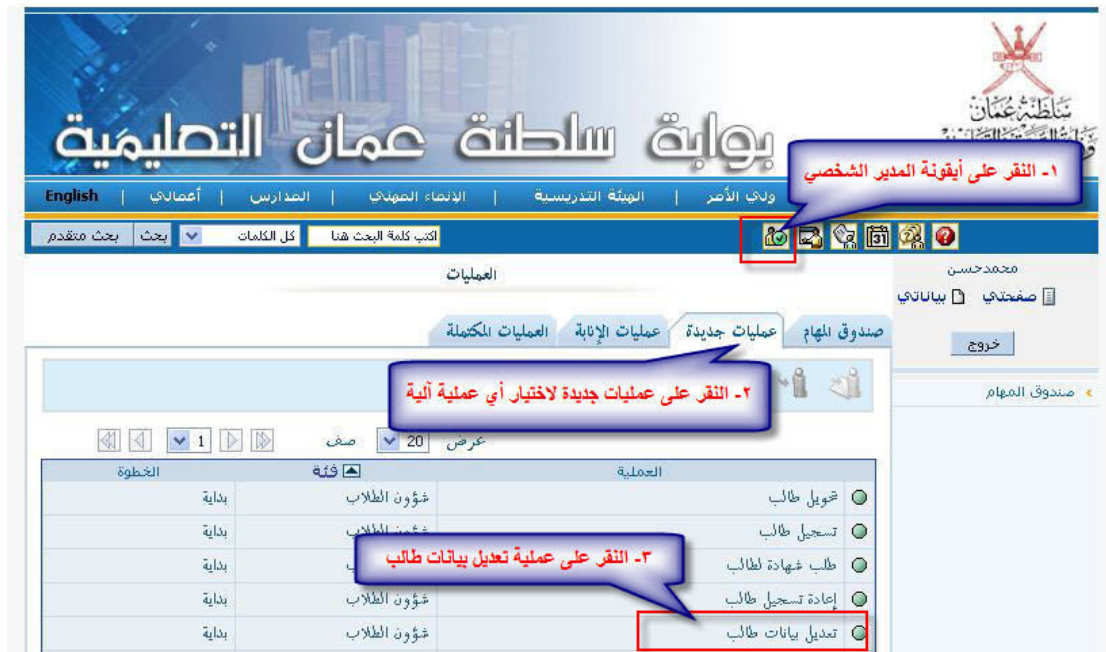 سَلطَنَةُ عُمَان
بوابة سلطنة عمان التعليمية
١- النقر على أيقونة المدير الشخصي
ولي الأمر | الهيئة التدريسية | الإنماء المهني | المدارس | أعمالي | English
اكتب كلمة البحث هنا كل الكلمات بحث بحث متقدم
محمدحسن
صفحتي بياناتي
خروج
صندوق المهام
العمليات
صندوق المهام عمليات جديدة عمليات الإنابة العمليات المكتملة
٢- النقر على عمليات جديدة لاختيار أي عملية آلية
عرض 20 صف 1
العملية فئة الخطوة
تحويل طالب شؤون الطلاب بداية
تسجيل طالب شؤون الطلاب بداية
طلب شهادة لطالب بداية
إعادة تسجيل طالب شؤون الطلاب بداية
تعديل بيانات طالب شؤون الطلاب بداية
٣- النقر على عملية تعديل بيانات طالب